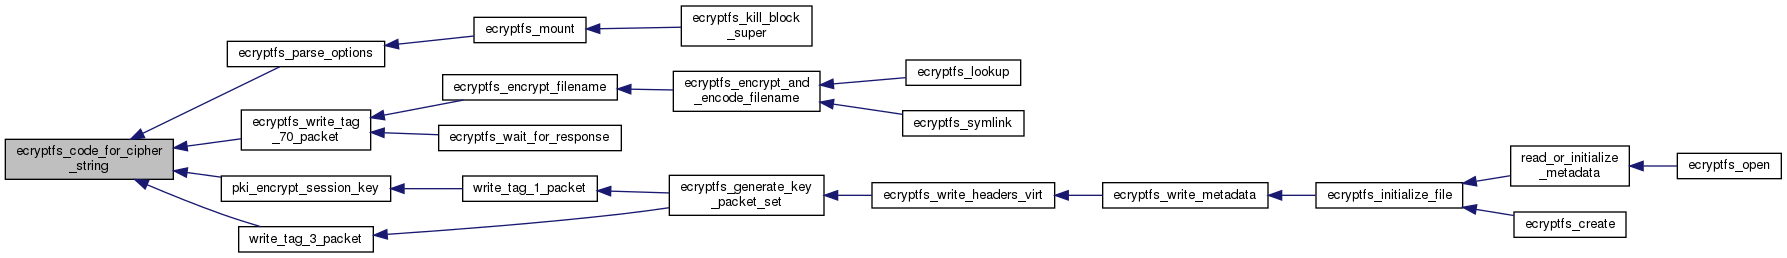 ecryptfs_kill_block
_super
ecryptfs_mount
ecryptfs_parse_options
ecryptfs_lookup
ecryptfs_encrypt_filename
ecryptfs_encrypt_and
_encode_filename
ecryptfs_write_tag
_70_packet
ecryptfs_symlink
ecryptfs_wait_for_response
ecryptfs_code_for_cipher
_string
read_or_initialize
_metadata
ecryptfs_open
pki_encrypt_session_key
write_tag_1_packet
ecryptfs_generate_key
_packet_set
ecryptfs_write_headers_virt
ecryptfs_write_metadata
ecryptfs_initialize_file
ecryptfs_create
write_tag_3_packet